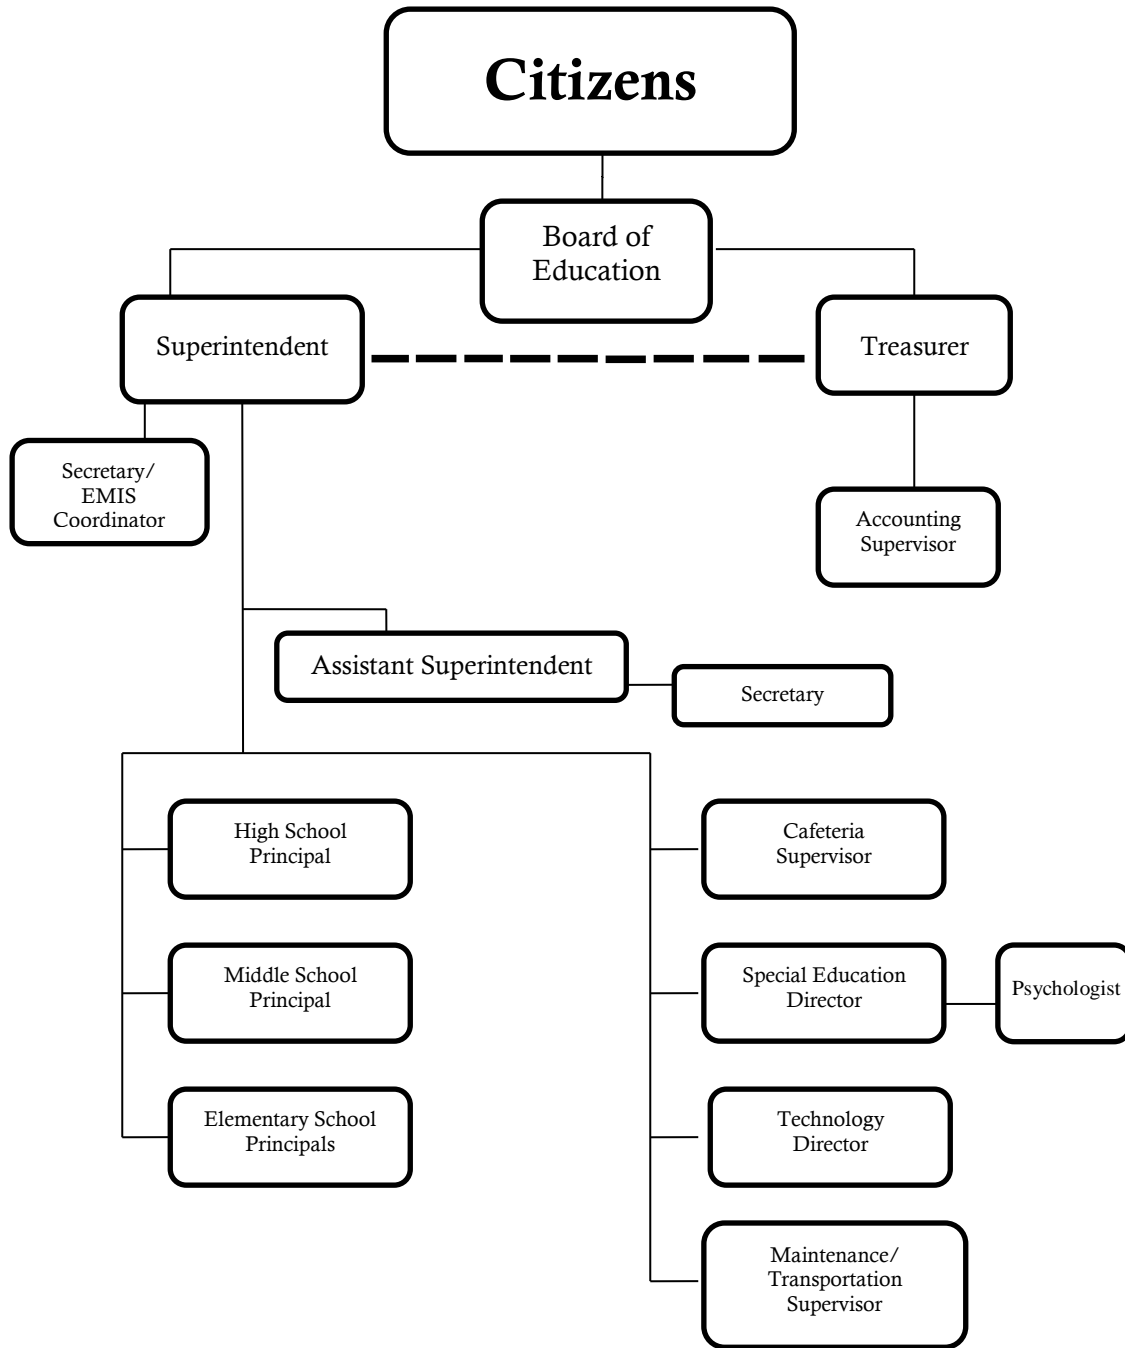 Citizens
Board of
Education
Superintendent
Treasurer
Secretary/
EMIS
Coordinator
Accounting
Supervisor
Assistant Superintendent
Secretary
High School
Principal
Cafeteria
Supervisor
Middle School
Principal
Special Education
Director
Psychologist
Elementary School
Principals
Technology
Director
Maintenance/
Transportation
Supervisor